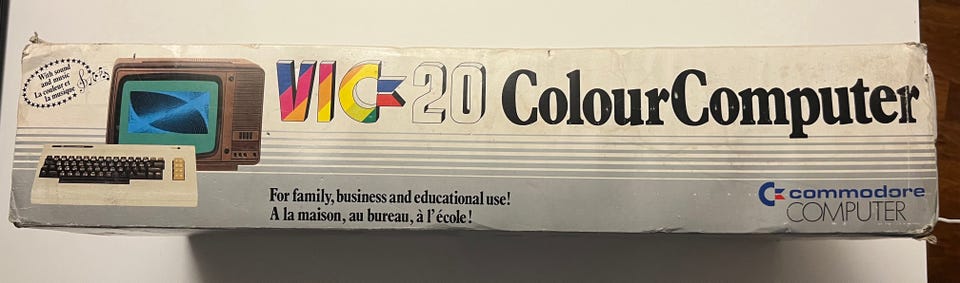 With sound
and music
La couleur et
la musique
VIC-20 ColourComputer
For family, business and educational use!
A la maison, au bureau, à l'école!
commodore
COMPUTER